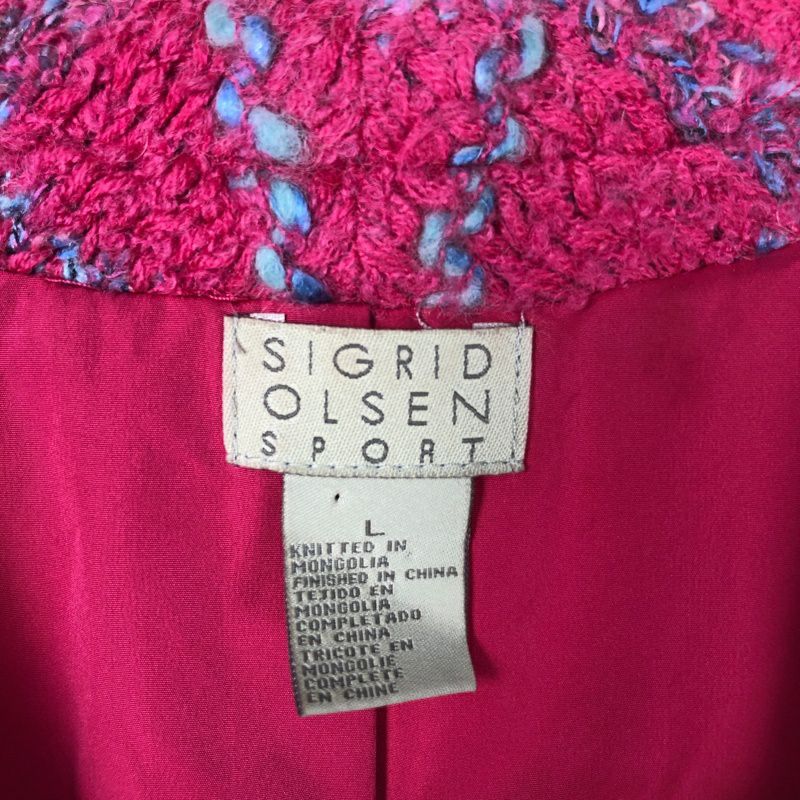 SIGRID
OLSEN
SPORT
L
KNITTED IN
MONGOLIA
FINISHED IN CHINA
TEJIDO EN
MONGOLIA
COMPLETADO
EN CHINA
TRICOTE EN
MONGOLIE
COMPLETE
EN CHINE